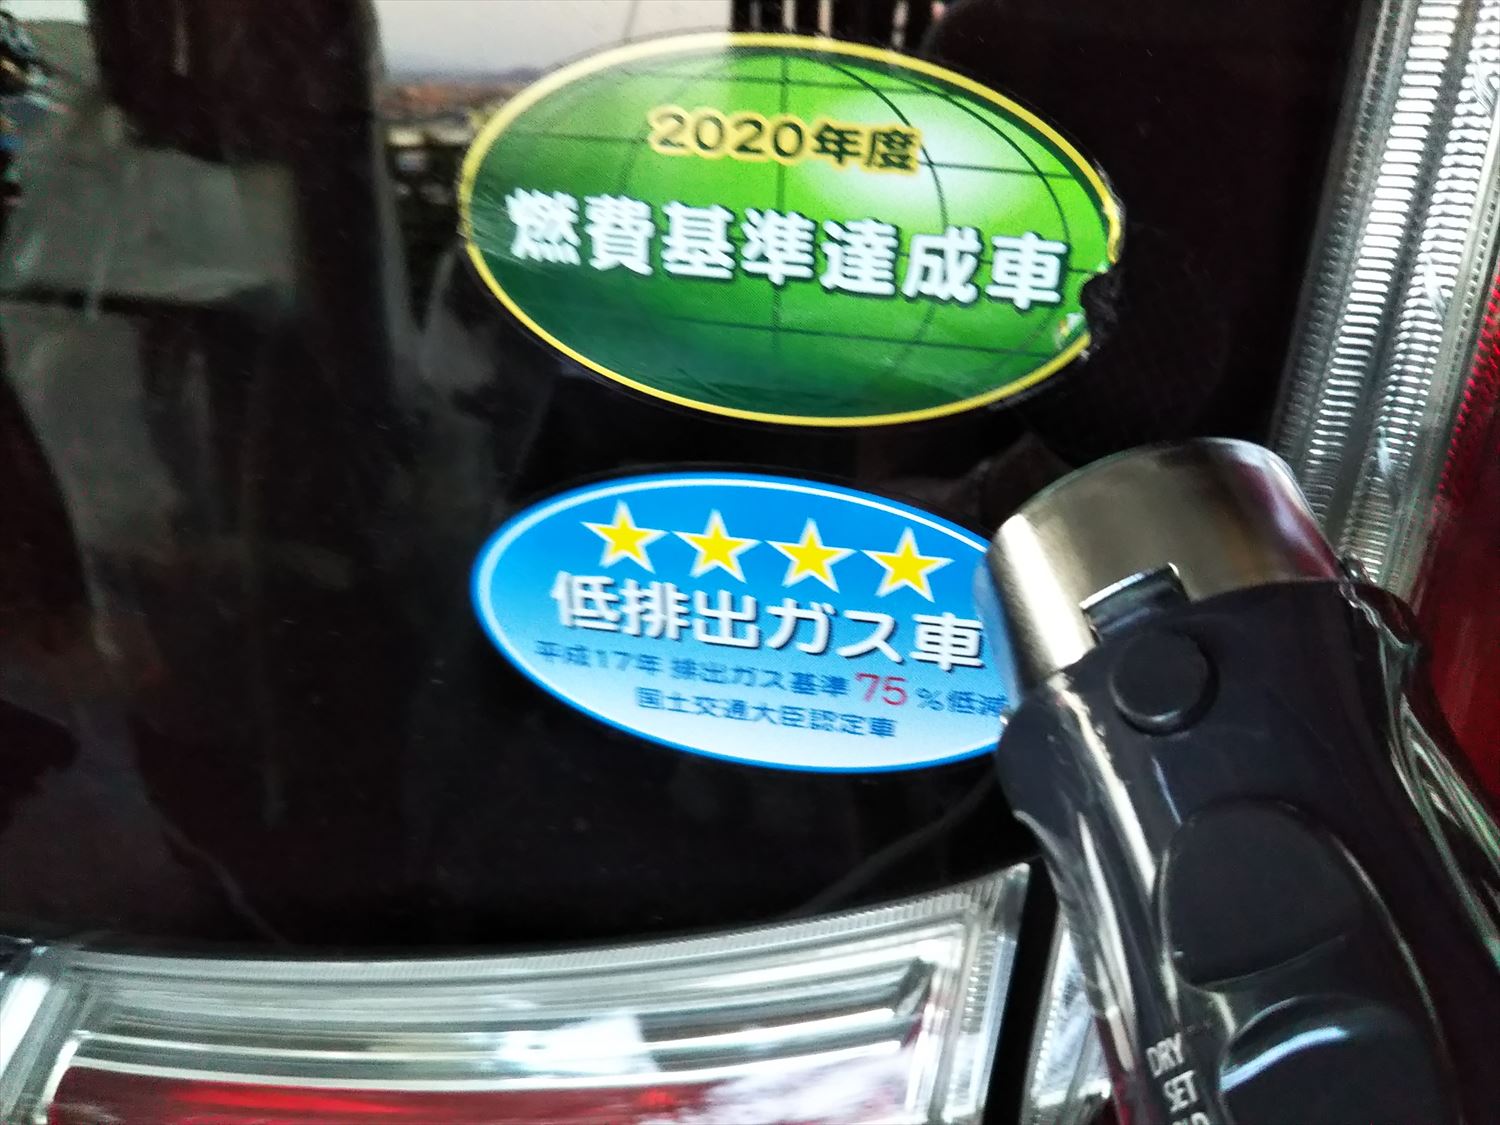 2020年度
燃費基準達成車
低排出ガス車
平成17年 排出ガス基準 75 %低減
国土交通大臣認定車
DRY
SET